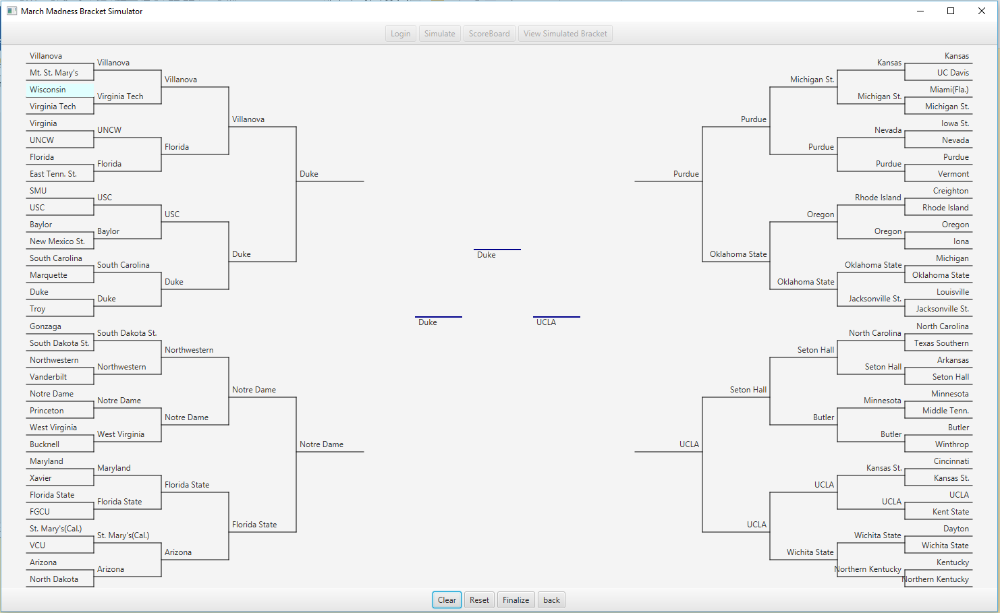 March Madness Bracket Simulator
Login
Simulate
ScoreBoard
View Simulated Bracket
Villanova
Mt. St. Mary's
Wisconsin
Virginia Tech
Virginia
UNCW
Florida
East Tenn. St.
SMU
USC
Baylor
New Mexico St.
South Carolina
Marquette
Duke
Troy
Gonzaga
South Dakota St.
Northwestern
Vanderbilt
Notre Dame
Princeton
West Virginia
Bucknell
Maryland
Xavier
Florida State
FGCU
St. Mary's(Cal.)
VCU
Arizona
North Dakota
Villanova
Virginia Tech
UNCW
Florida
USC
Baylor
South Carolina
Duke
South Dakota St.
Northwestern
Notre Dame
West Virginia
Maryland
Florida State
St. Mary's(Cal.)
Arizona
Villanova
Florida
USC
Duke
Northwestern
Notre Dame
Florida State
Arizona
Villanova
Duke
Notre Dame
Florida State
Duke
Notre Dame
Duke
Duke
UCLA
Purdue
UCLA
Purdue
Oklahoma State
Seton Hall
UCLA
Michigan St.
Purdue
Oregon
Oklahoma State
Seton Hall
Butler
UCLA
Wichita State
Kansas
Michigan St.
Nevada
Purdue
Rhode Island
Oregon
Oklahoma State
Jacksonville St.
North Carolina
Seton Hall
Minnesota
Butler
Kansas St.
UCLA
Wichita State
Northern Kentucky
Kansas
UC Davis
Miami(Fla.)
Michigan St.
Iowa St.
Nevada
Purdue
Vermont
Creighton
Rhode Island
Oregon
Iona
Michigan
Oklahoma State
Louisville
Jacksonville St.
North Carolina
Texas Southern
Arkansas
Seton Hall
Minnesota
Middle Tenn.
Butler
Winthrop
Cincinnati
Kansas St.
UCLA
Kent State
Dayton
Wichita State
Kentucky
Northern Kentucky
Clear
Reset
Finalize
back